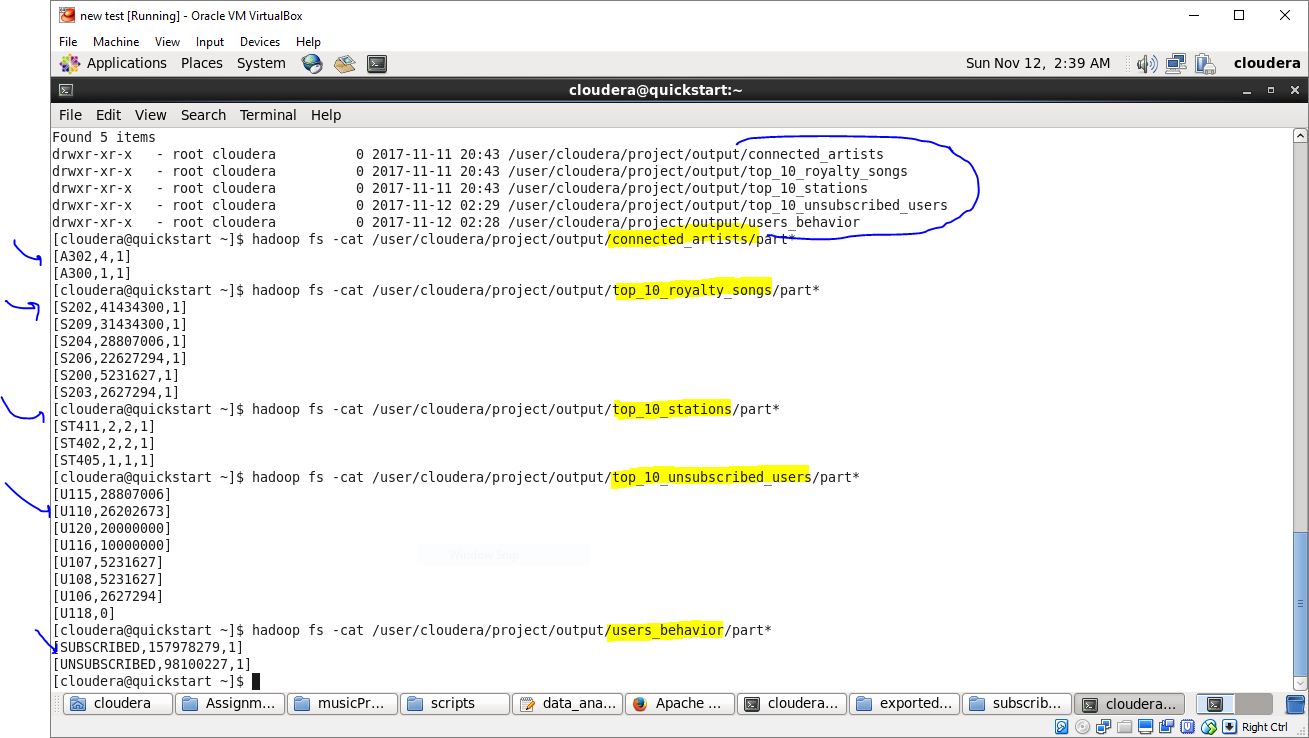 new test [Running] - Oracle VM VirtualBox
File Machine View Input Devices Help
Applications Places System Sun Nov 12, 2:39 AM cloudera
cloudera@quickstart:~
File Edit View Search Terminal Help
Found 5 items
drwxr-xr-x - root cloudera 0 2017-11-11 20:43 /user/cloudera/project/output/connected_artists
drwxr-xr-x - root cloudera 0 2017-11-11 20:43 /user/cloudera/project/output/top_10_royalty_songs
drwxr-xr-x - root cloudera 0 2017-11-11 20:43 /user/cloudera/project/output/top_10_stations
drwxr-xr-x - root cloudera 0 2017-11-12 02:29 /user/cloudera/project/output/top_10_unsubscribed_users
drwxr-xr-x - root cloudera 0 2017-11-12 02:28 /user/cloudera/project/output/users_behavior
[cloudera@quickstart ~]$ hadoop fs -cat /user/cloudera/project/output/connected_artists/part*
[A302,4,1]
[A300,1,1]
[cloudera@quickstart ~]$ hadoop fs -cat /user/cloudera/project/output/top_10_royalty_songs/part*
[S202,41434300,1]
[S209,31434300,1]
[S204,28807006,1]
[S206,22627294,1]
[S200,5231627,1]
[S203,2627294,1]
[cloudera@quickstart ~]$ hadoop fs -cat /user/cloudera/project/output/top_10_stations/part*
[ST411,2,2,1]
[ST402,2,2,1]
[ST405,1,1,1]
[cloudera@quickstart ~]$ hadoop fs -cat /user/cloudera/project/output/top_10_unsubscribed_users/part*
[U115,28807006]
[U110,26202673]
[U120,20000000]
[U116,10000000]
[U107,5231627]
[U108,5231627]
[U106,2627294]
[U118,0]
[cloudera@quickstart ~]$ hadoop fs -cat /user/cloudera/project/output/users_behavior/part*
[SUBSCRIBED,157978279,1]
[UNSUBSCRIBED,98100227,1]
[cloudera@quickstart ~]$
cloudera Assignm... musicPr... scripts data_ana... Apache ... cloudera... exported... subscrib... cloudera...
Right Ctrl